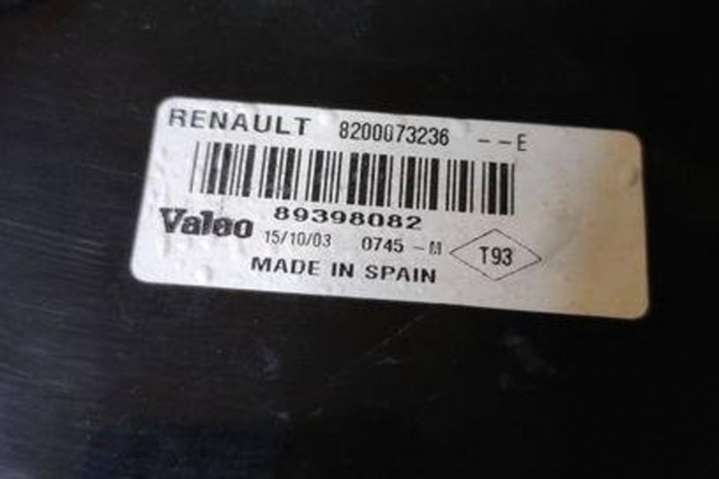 RENAULT 8200073236 --E
89398082
Valeo 15/10/03 0745-M T93
MADE IN SPAIN